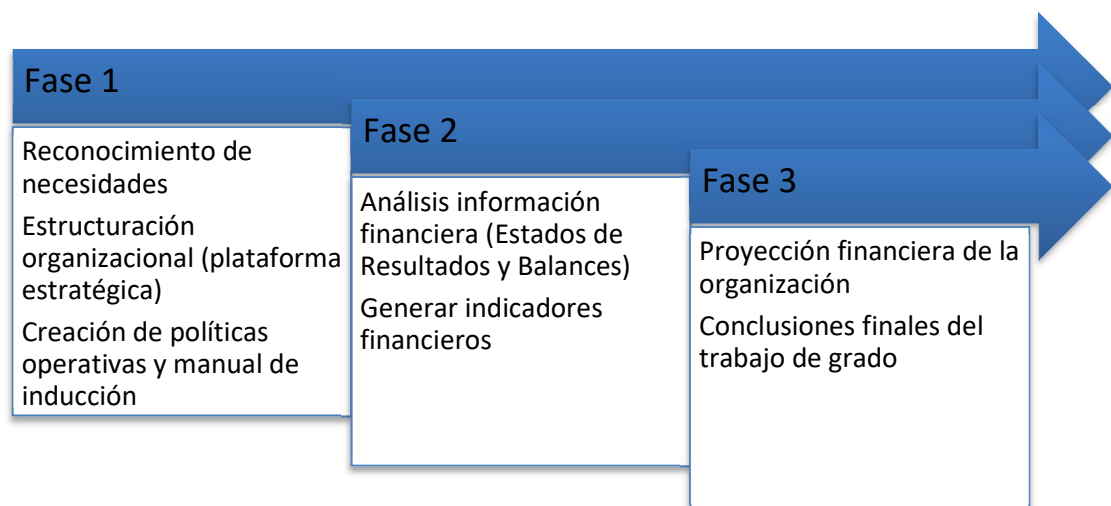 Fase 1
Reconocimiento de
necesidades
Estructuración
organizacional (plataforma
estratégica)
Creación de políticas
operativas y manual de
inducción
Fase 2
Análisis información
financiera (Estados de
Resultados y Balances)
Generar indicadores
financieros
Fase 3
Proyección financiera de la
organización
Conclusiones finales del
trabajo de grado